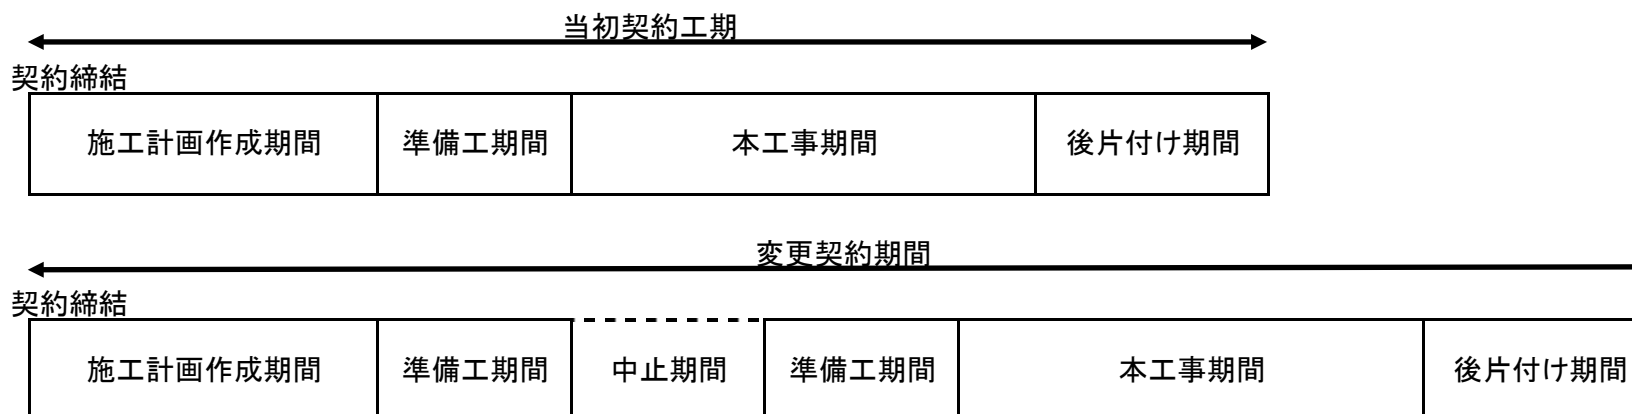 当初契約工期
契約締結
施工計画作成期間 準備工期間 本工事期間 後片付け期間
変更契約期間
契約締結
施工計画作成期間 準備工期間 中止期間 準備工期間 本工事期間 後片付け期間